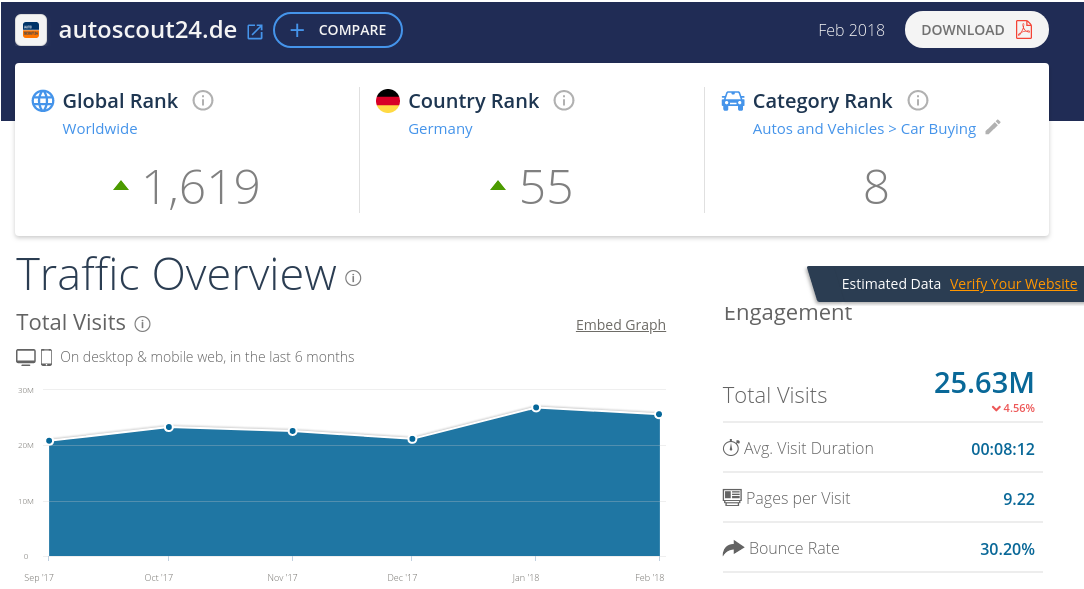 autoscout24.de
COMPARE
Feb 2018
DOWNLOAD
Global Rank
Worldwide
1,619
Country Rank
Germany
55
Category Rank
Autos and Vehicles > Car Buying
8
Traffic Overview
Estimated Data Verify Your Website
Total Visits
Embed Graph
On desktop & mobile web, in the last 6 months
30M
20M
10M
0
Sep '17 Oct '17 Nov '17 Dec '17 Jan '18 Feb '18
Engagement
Total Visits 25.63M
4.56%
Avg. Visit Duration 00:08:12
Pages per Visit 9.22
Bounce Rate 30.20%